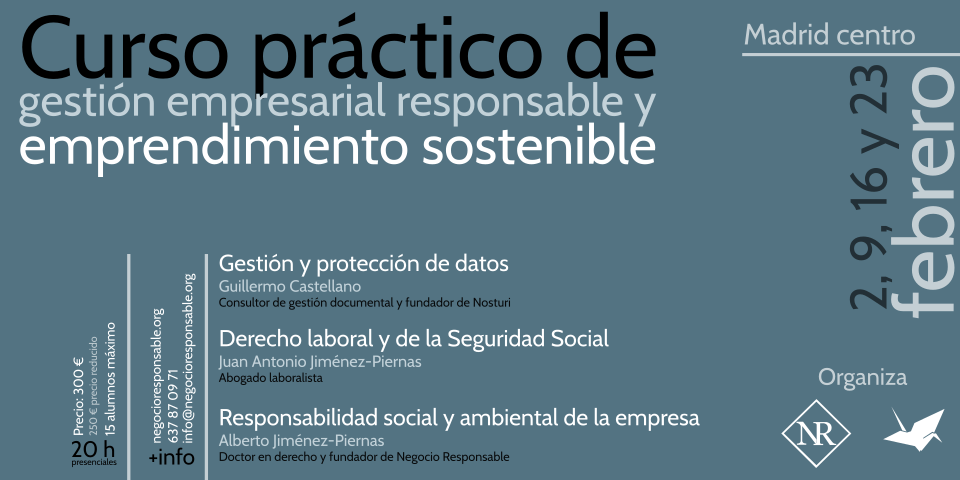 Curso práctico de
gestión empresarial responsable y
emprendimiento sostenible
Madrid centro
2, 9, 16 y 23
febrero
Precio: 300 €
250 € precio reducido
15 alumnos máximo
20 h
presenciales
negocioresponsable.org
637 87 09 71
info@negocioresponsable.org
+info
Gestión y protección de datos
Guillermo Castellano
Consultor de gestión documental y fundador de Nosturi
Derecho laboral y de la Seguridad Social
Juan Antonio Jiménez-Piernas
Abogado laboralista
Responsabilidad social y ambiental de la empresa
Alberto Jiménez-Piernas
Doctor en derecho y fundador de Negocio Responsable
Organiza
NR